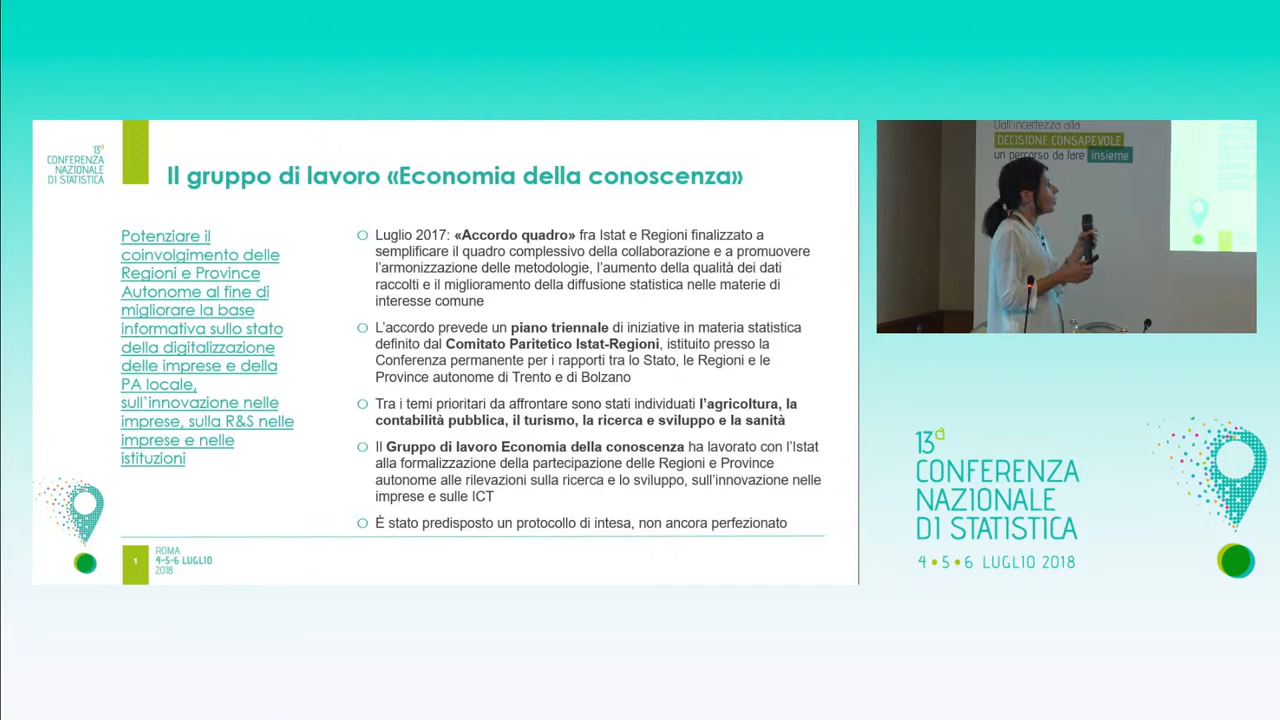 13ª
CONFERENZA
NAZIONALE
DI STATISTICA
Il gruppo di lavoro «Economia della conoscenza»
Potenziare il
coinvolgimento delle
Regioni e Province
Autonome al fine di
migliorare la base
informativa sullo stato
della digitalizzazione
delle imprese e della
PA locale,
sull'innovazione nelle
imprese, sulla R&S nelle
imprese e nelle
istituzioni
Luglio 2017: «Accordo quadro» fra Istat e Regioni finalizzato a
semplificare il quadro complessivo della collaborazione e a promuovere
l'armonizzazione delle metodologie, l'aumento della qualità dei dati
raccolti e il miglioramento della diffusione statistica nelle materie di
interesse comune
L'accordo prevede un piano triennale di iniziative in materia statistica
definito dal Comitato Paritetico Istat-Regioni, istituito presso la
Conferenza permanente per i rapporti tra lo Stato, le Regioni e le
Province autonome di Trento e di Bolzano
Tra i temi prioritari da affrontare sono stati individuati l'agricoltura, la
contabilità pubblica, il turismo, la ricerca e sviluppo e la sanità
Il Gruppo di lavoro Economia della conoscenza ha lavorato con l'Istat
alla formalizzazione della partecipazione delle Regioni e Province
autonome alle rilevazioni sulla ricerca e lo sviluppo, sull'innovazione nelle
imprese e sulle ICT
È stato predisposto un protocollo di intesa, non ancora perfezionato
1
ROMA
4-5-6 LUGLIO
2018
Dall'incertezza alla
DECISIONE CONSAPEVOLE
un percorso da fare insieme
13ª
CONFERENZA
NAZIONALE
DI STATISTICA
4•5•6 LUGLIO 2018